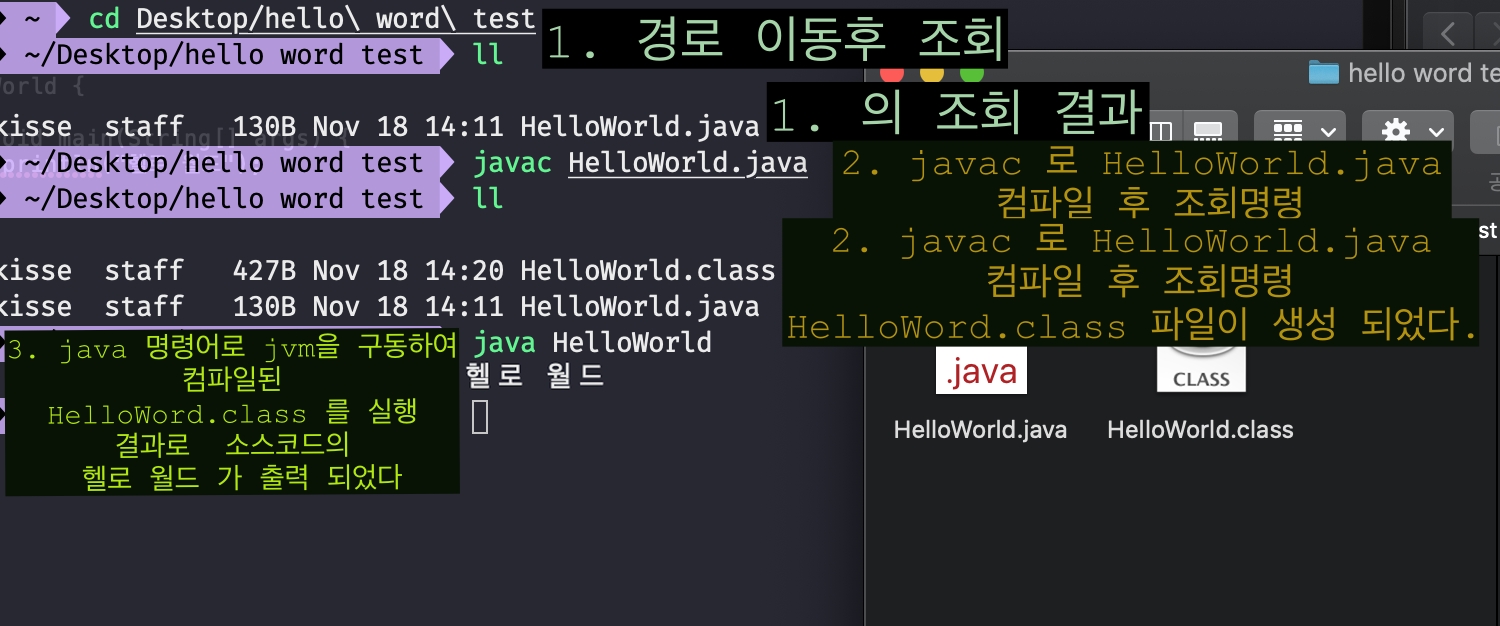 ~ cd Desktop/hello\ word\ test
1. 경로 이동후 조회
~/Desktop/hello word test ll
World {
hello word te
1. 의 조회 결과
kisse staff 130B Nov 18 14:11 HelloWorld.java
main(String[] args) {
2. javac 로 HelloWorld.java
컴파일 후 조회명령
~/Desktop/hello word test javac HelloWorld.java
~/Desktop/hello word test ll
2. javac 로 HelloWorld.java
컴파일 후 조회명령
HelloWord.class 파일이 생성 되었다.
st
kisse staff 427B Nov 18 14:20 HelloWorld.class
kisse staff 130B Nov 18 14:11 HelloWorld.java
java HelloWorld
헬로 월드
3. java 명령어로 jvm을 구동하여
컴파일된
HelloWord.class 를 실행
결과로 소스코드의
헬로 월드 가 출력 되었다
.java
CLASS
HelloWorld.java
HelloWorld.class